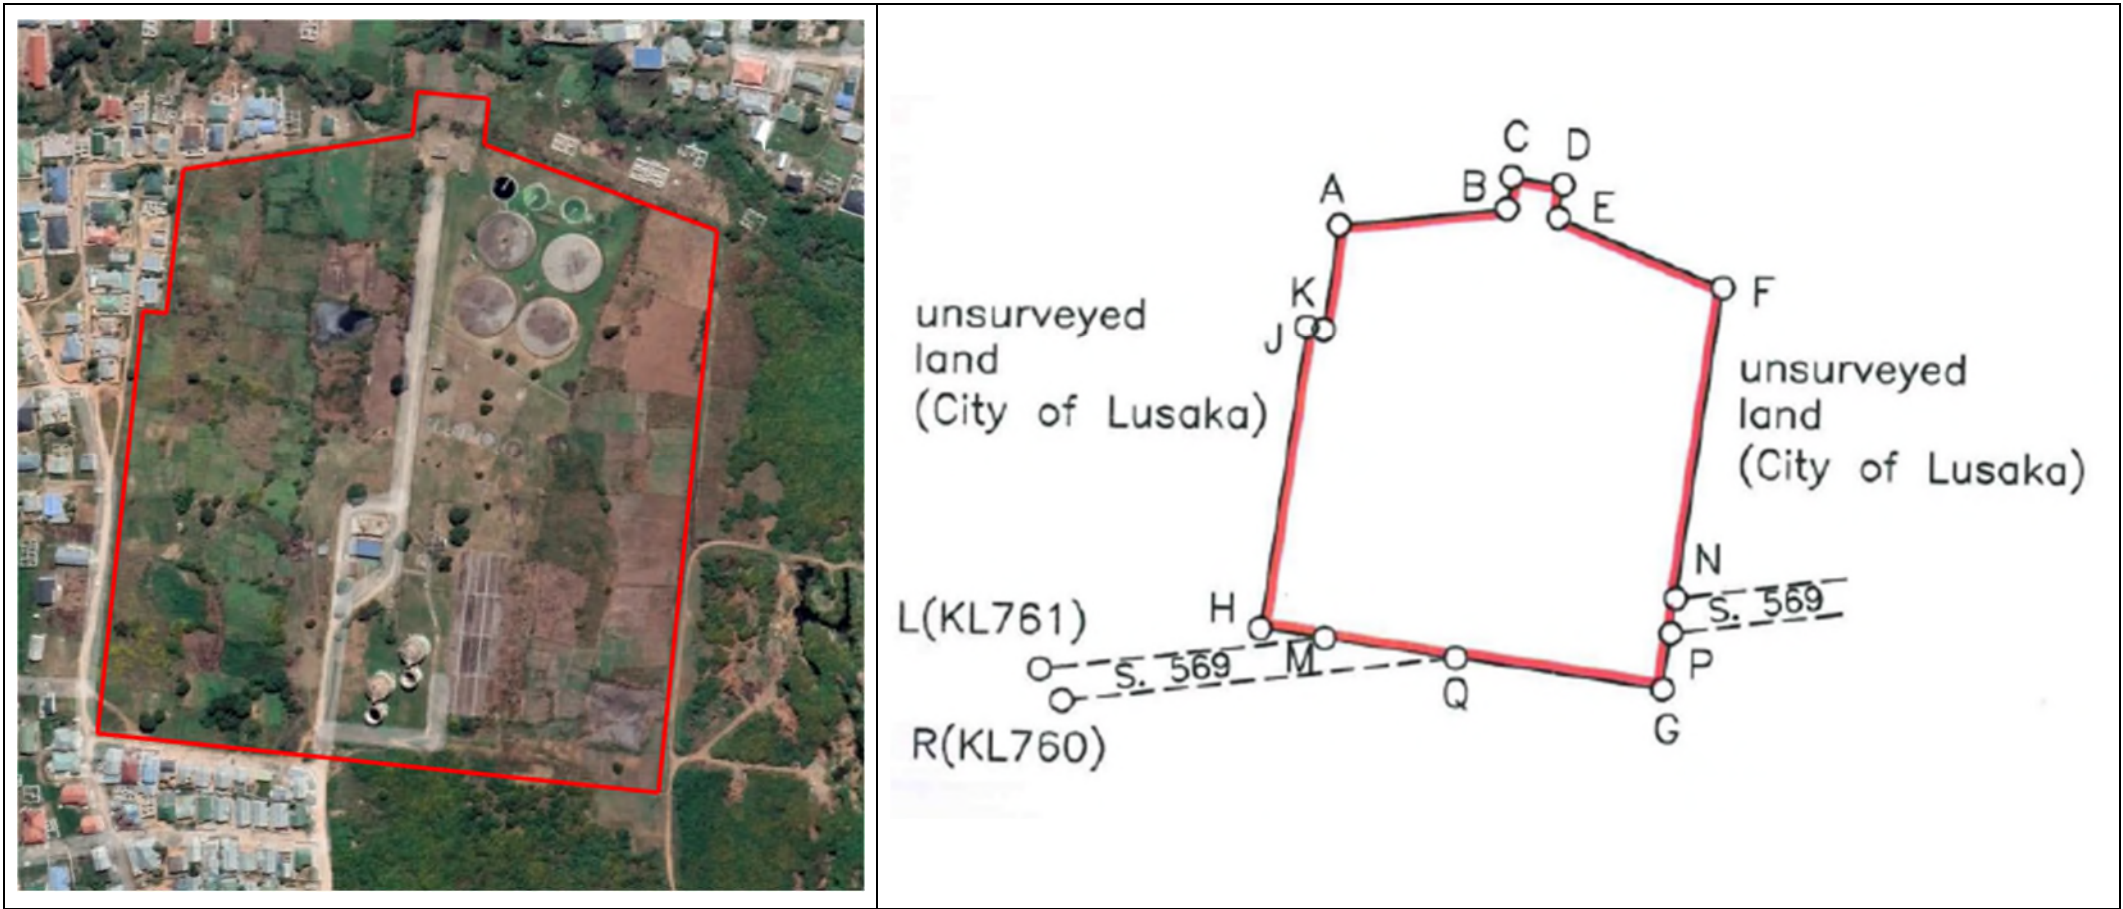 C
D
A
B
E
K
F
J
unsurveyed
land
(City of Lusaka)
unsurveyed
land
(City of Lusaka)
N
S. 569
H
L(KL761)
M
S. 569
P
Q
G
R(KL760)